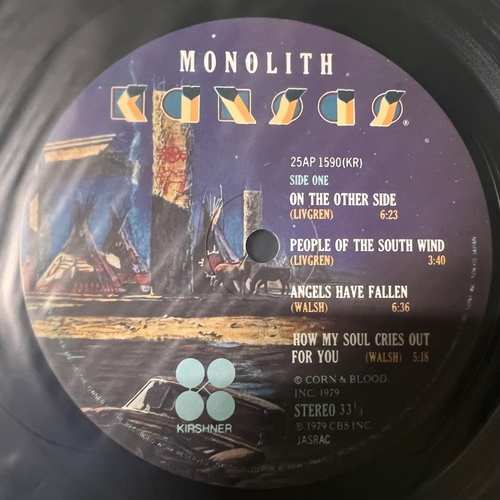 MONOLITH
KANSAS®
25AP 1590(KR)
SIDE ONE
ON THE OTHER SIDE
(LIVGREN) 6:23
PEOPLE OF THE SOUTH WIND
(LIVGREN) 3:40
ANGELS HAVE FALLEN
(WALSH) 6:36
HOW MY SOUL CRIES OUT
FOR YOU (WALSH) 5:18
© CORN & BLOOD,
INC. 1979
STEREO 33⅓
℗ 1979 CBS INC.
JASRAC
KIRSHNER